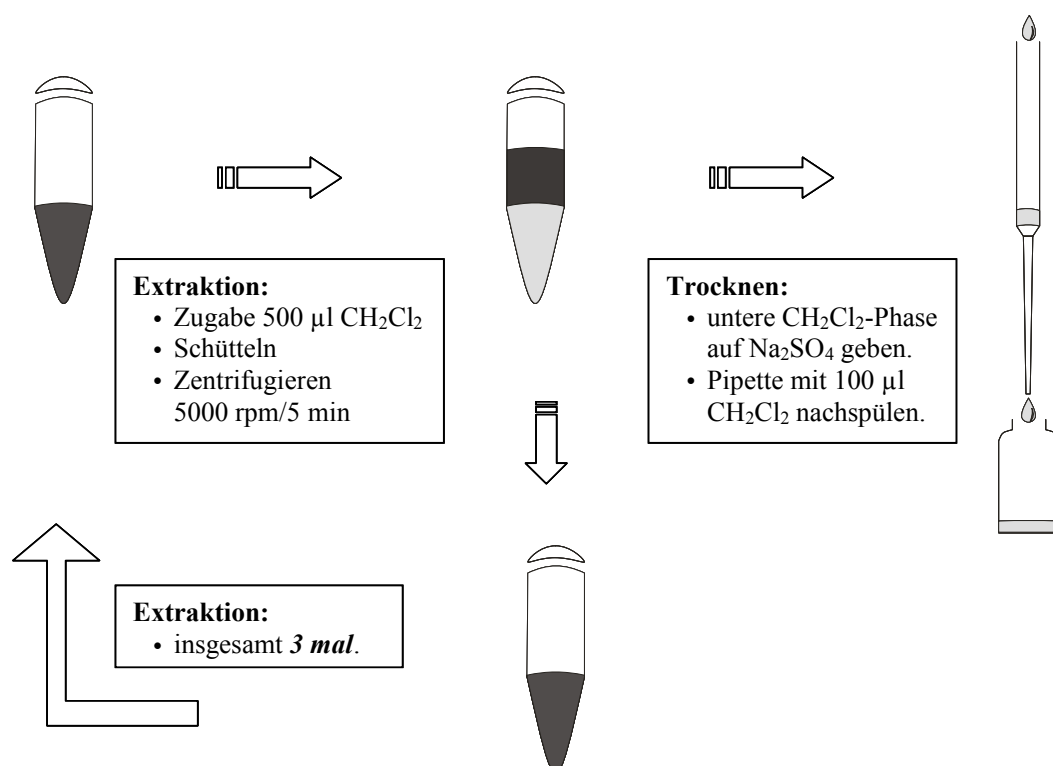 Extraktion:
• Zugabe 500 µl CH₂Cl₂
• Schütteln
• Zentrifugieren
5000 rpm/5 min
Trocknen:
• untere CH₂Cl₂-Phase
auf Na₂SO₄ geben.
• Pipette mit 100 µl
CH₂Cl₂ nachspülen.
Extraktion:
• insgesamt 3 mal.